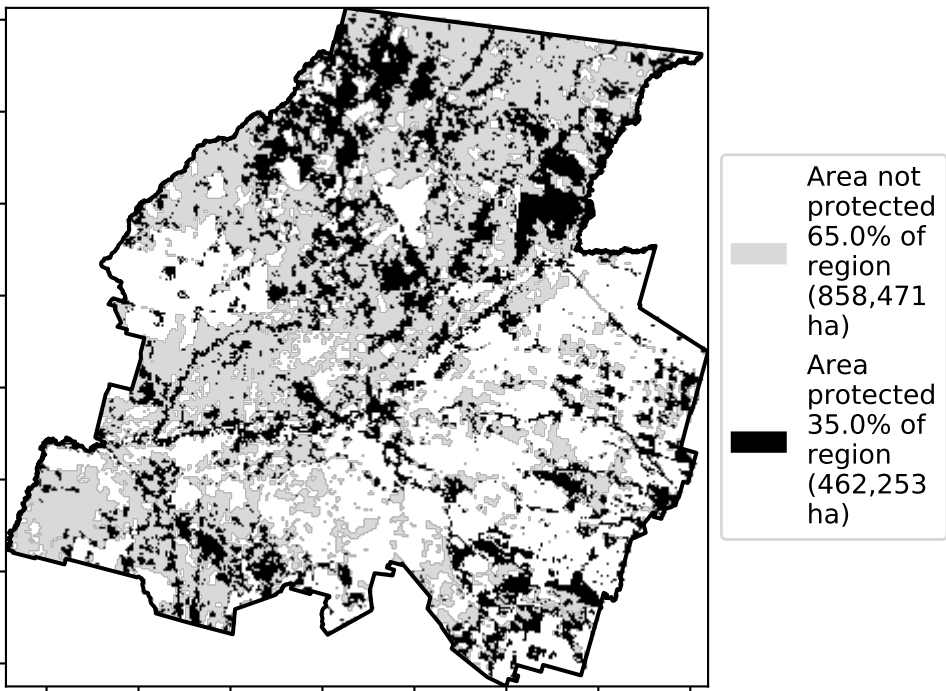 Area not
protected
65.0% of
region
(858,471
ha)
Area
protected
35.0% of
region
(462,253
ha)